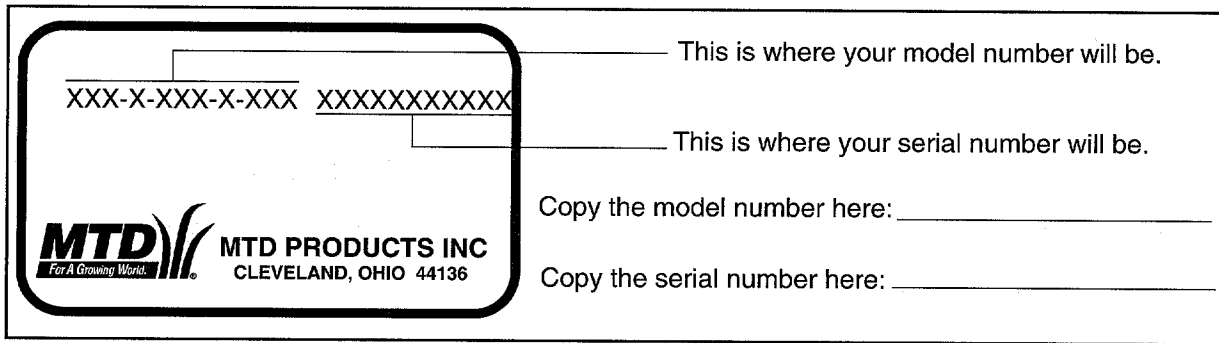 This is where your model number will be.
XXX-X-XXX-X-XXX XXXXXXXXXXX
This is where your serial number will be.
Copy the model number here:
MTD
For A Growing World.
MTD PRODUCTS INC
CLEVELAND, OHIO 44136
Copy the serial number here: